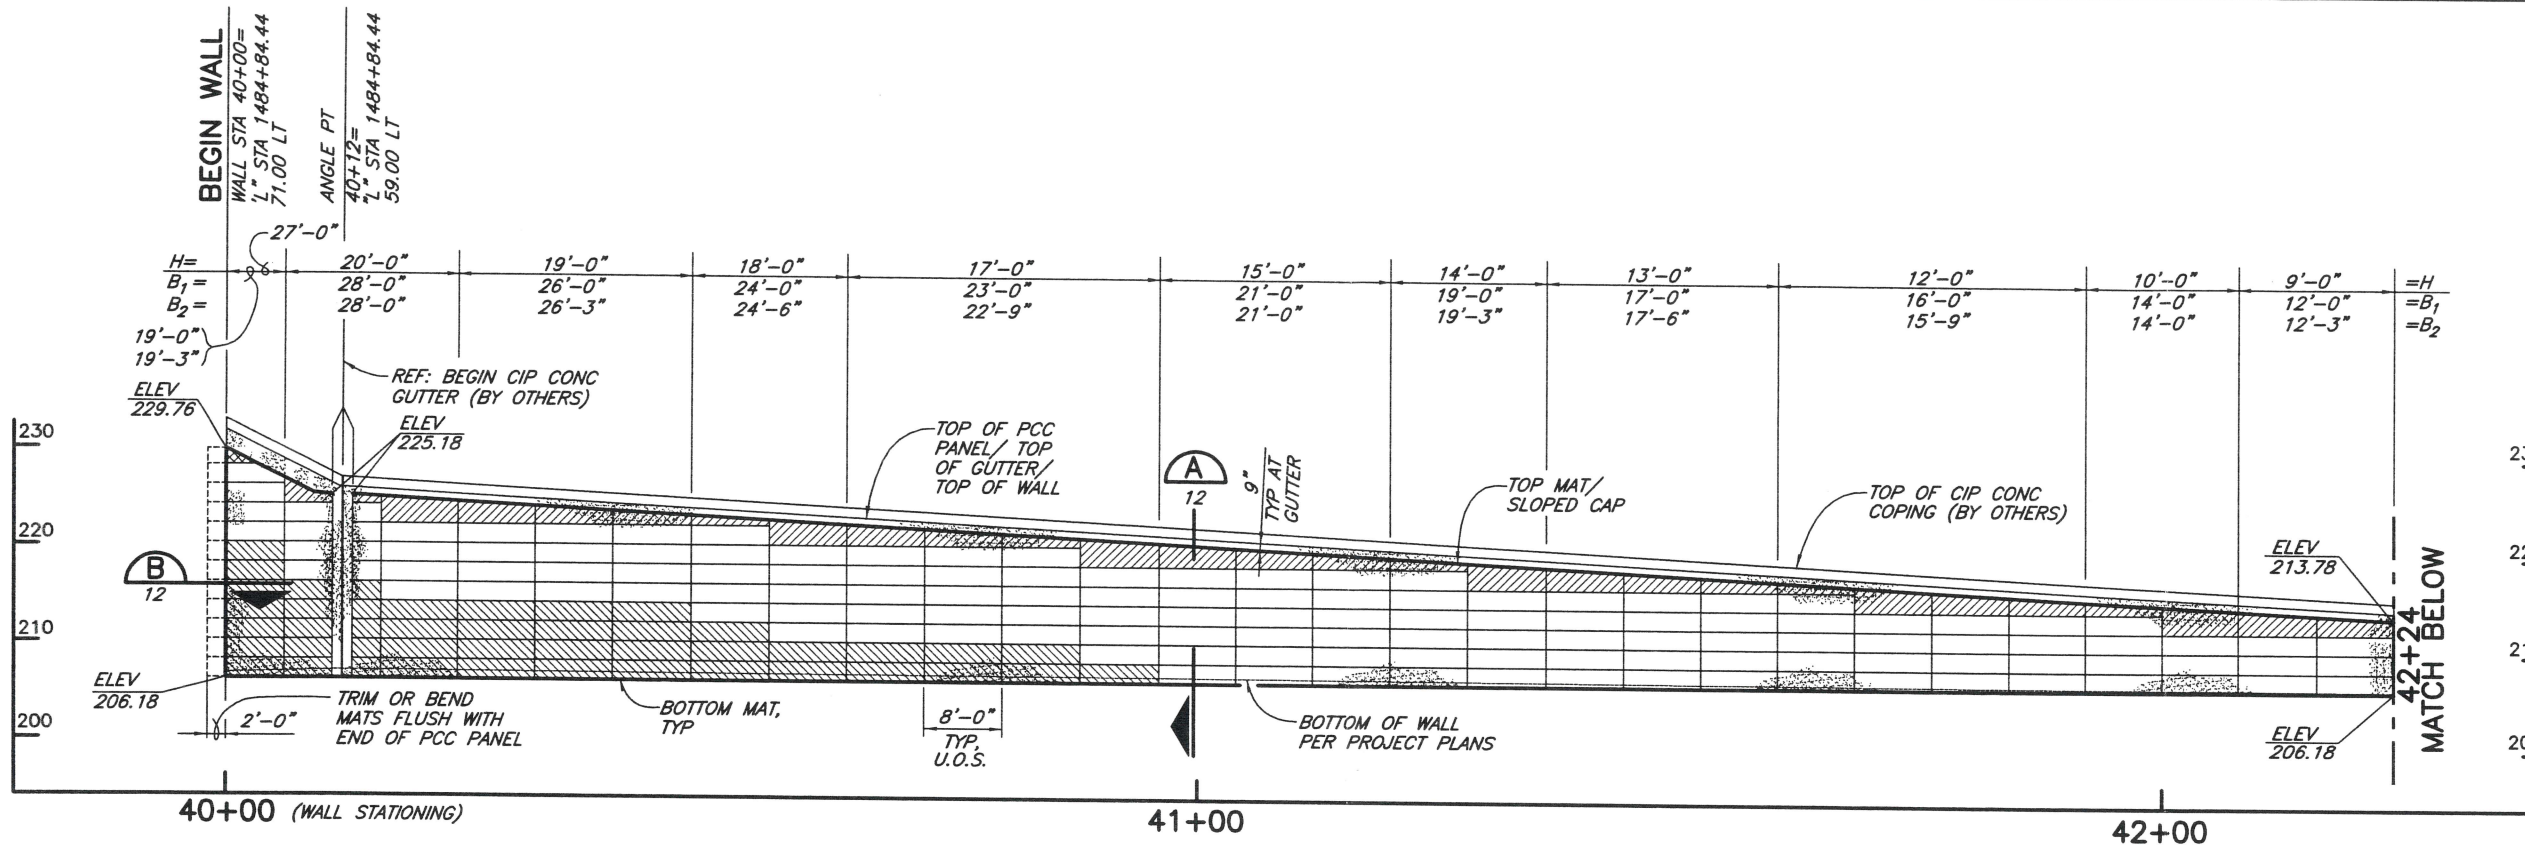 BEGIN WALL
WALL STA 40+00=
'L" STA 1484+84.44
71.00 LT
ANGLE PT
40+12=
"L" STA 1484+84.44
59.00 LT
27'-0"
H= 20'-0" 19'-0" 18'-0" 17'-0" 15'-0" 14'-0" 13'-0" 12'-0" 10'-0" 9'-0" =H
B1= 28'-0" 26'-0" 24'-0" 23'-0" 21'-0" 19'-0" 17'-0" 16'-0" 14'-0" 12'-0" =B1
B2= 28'-0" 26'-3" 24'-6" 22'-9" 21'-0" 19'-3" 17'-6" 15'-9" 14'-0" 12'-3" =B2
19'-0"
19'-3"
REF: BEGIN CIP CONC
GUTTER (BY OTHERS)
ELEV
229.76
ELEV
225.18
TOP OF PCC
PANEL/ TOP
OF GUTTER/
TOP OF WALL
A
12
9"
TYP AT
GUTTER
TOP MAT/
SLOPED CAP
TOP OF CIP CONC
COPING (BY OTHERS)
ELEV
213.78
230
220
210
200
B
12
ELEV
206.18
2'-0"
TRIM OR BEND
MATS FLUSH WITH
END OF PCC PANEL
BOTTOM MAT,
TYP
8'-0"
TYP,
U.O.S.
BOTTOM OF WALL
PER PROJECT PLANS
ELEV
206.18
42+24
MATCH BELOW
40+00 (WALL STATIONING)
41+00
42+00